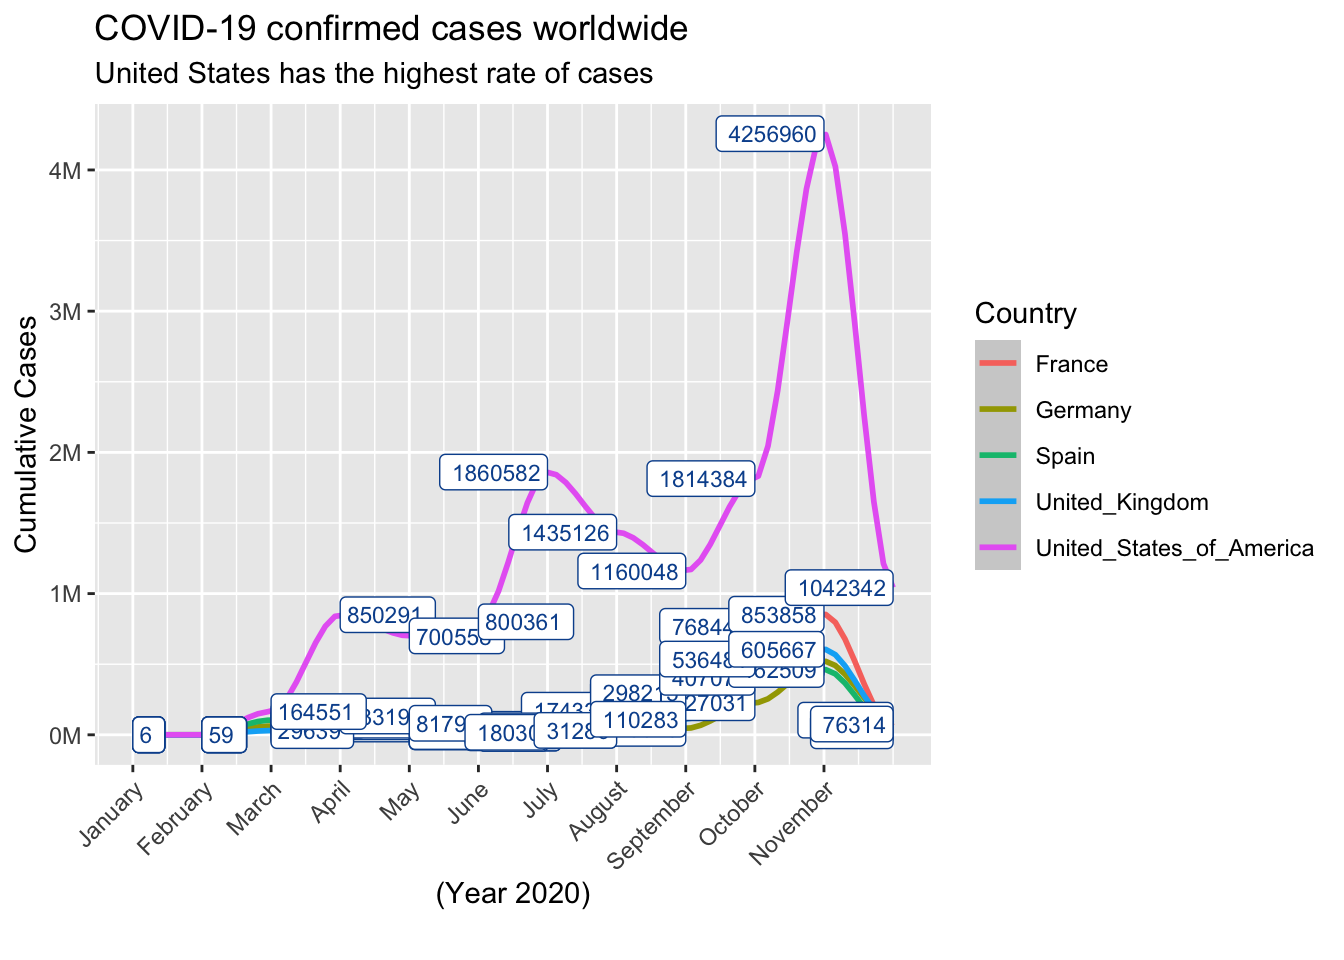 COVID-19 confirmed cases worldwide
United States has the highest rate of cases
Cumulative Cases
4M
3M
2M
1M
0M
4256960
1860582
1814384
1435126
1160048
1042342
850291
800361
853858
605667
164551
110283
76314
6
59
January
February
March
April
May
June
July
August
September
October
November
(Year 2020)
Country
France
Germany
Spain
United_Kingdom
United_States_of_America